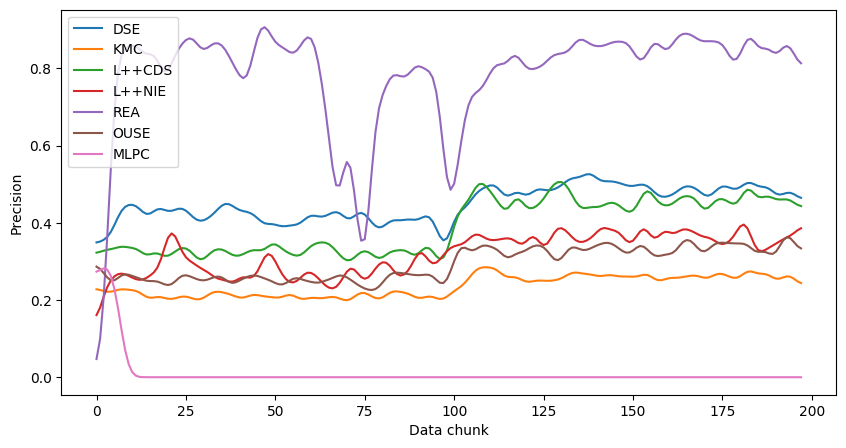 DSE
KMC
L++CDS
L++NIE
REA
OUSE
MLPC
Precision
0.8
0.6
0.4
0.2
0.0
0 25 50 75 100 125 150 175 200
Data chunk